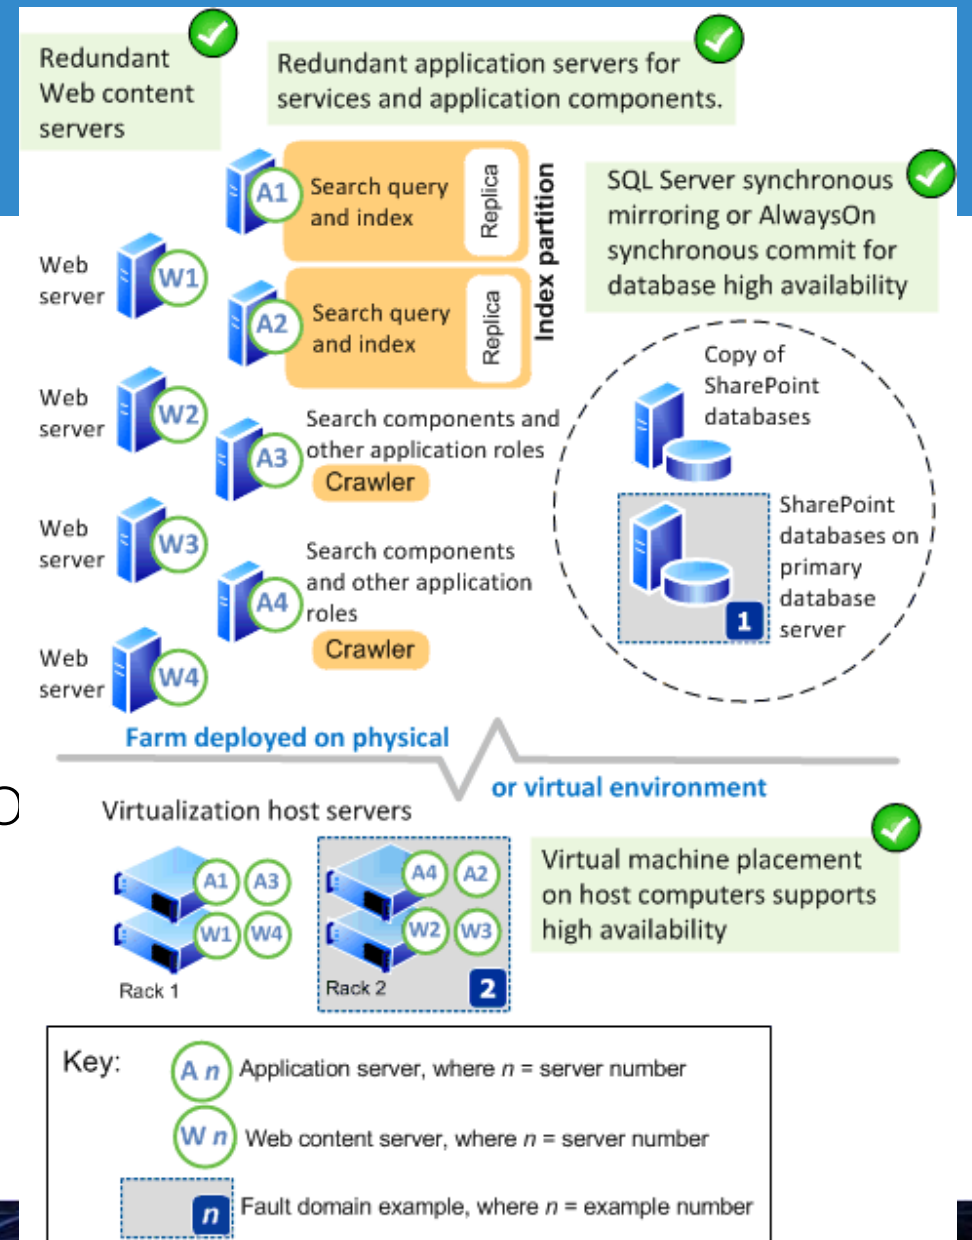 Redundant
Web content
servers
Redundant application servers for
services and application components.
SQL Server synchronous
mirroring or AlwaysOn
synchronous commit for
database high availability
A1
Search query
and index
Replica
Index partition
Web
server
W1
A2
Search query
and index
Replica
Web
server
W2
A3
Search components and
other application roles
Crawler
Web
server
W3
A4
Search components
and other application
roles
Crawler
Web
server
W4
Copy of
SharePoint
databases
SharePoint
databases on
primary
database
server
1
Farm deployed on physical
or virtual environment
Virtualization host servers
A1 A3
W1 W4
Rack 1
A4 A2
W2 W3
Rack 2
2
Virtual machine placement
on host computers supports
high availability
Key:
A n Application server, where n = server number
W n Web content server, where n = server number
n Fault domain example, where n = example number